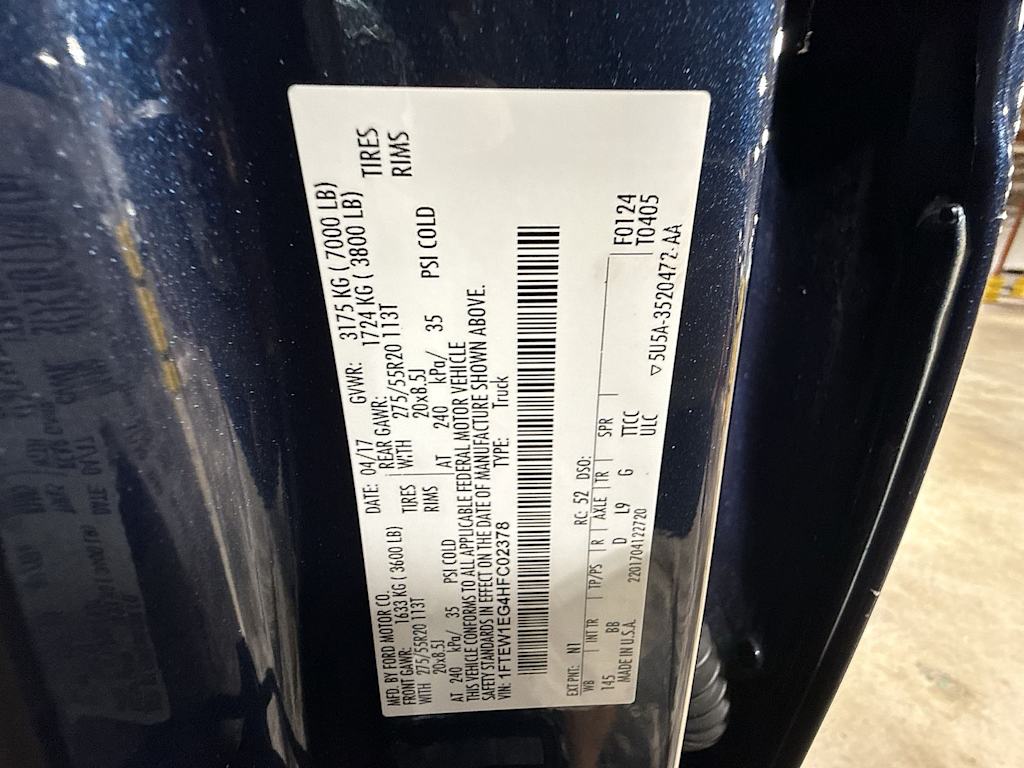 MFD. BY FORD MOTOR CO.
DATE: 04/17 GVWR: 3175 KG ( 7000 LB)
FRONT GAWR: 1633 KG ( 3600 LB) REAR GAWR: 1724 KG ( 3800 LB)
WITH 275/55R20 113T TIRES WITH 275/55R20 113T TIRES
20x8.5J RIMS 20x8.5J RIMS
AT 240 kPa/ 35 PSI COLD AT 240 kPa/ 35 PSI COLD
THIS VEHICLE CONFORMS TO ALL APPLICABLE FEDERAL MOTOR VEHICLE
SAFETY STANDARDS IN EFFECT ON THE DATE OF MANUFACTURE SHOWN ABOVE.
VIN: 1FTEW1EG4HFC02378 TYPE: Truck
EXT PNT: N1 RC: 52 DSO:
WB INT TR TP/PS R AXLE TR SPR F0124
145 BB D L9 G TTCC T0405
ULC
MADE IN U.S.A. 2201704122720 5U5A-3520472-AA